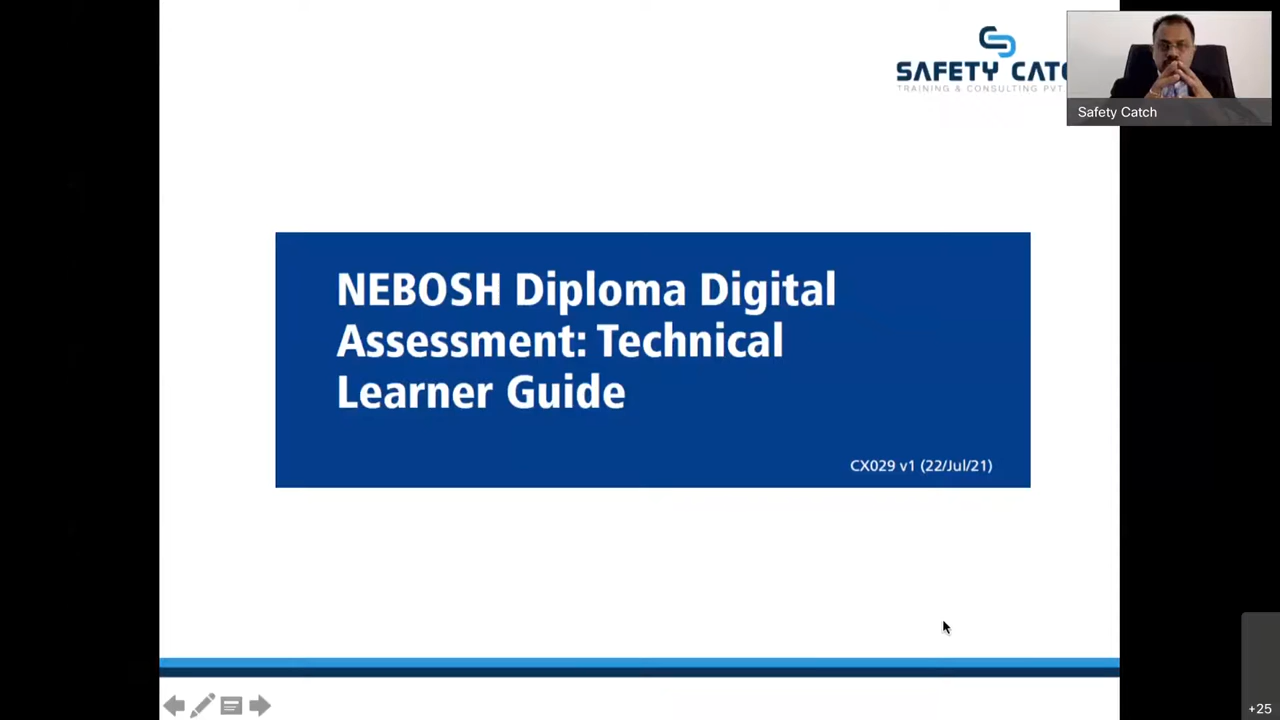 SAFETY CATC
TRAINING & CONSULTING PVT
Safety Catch
NEBOSH Diploma Digital
Assessment: Technical
Learner Guide
CX029 v1 (22/Jul/21)
+25